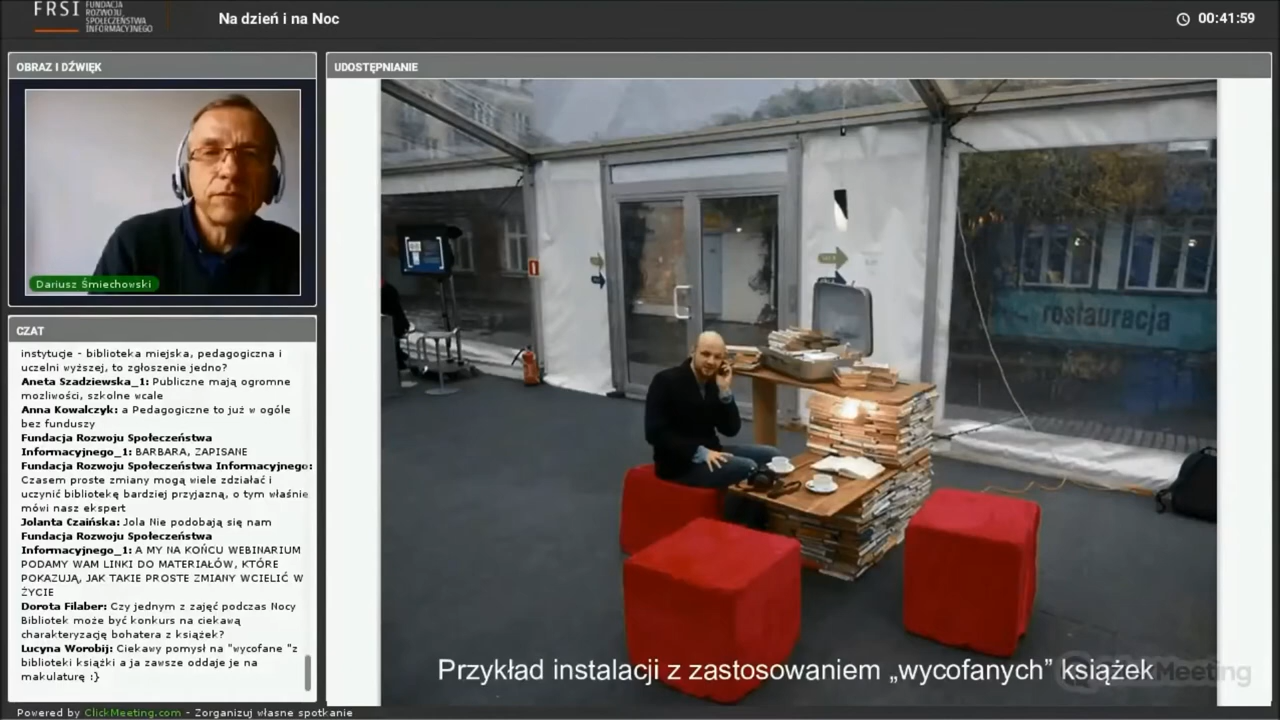 FRSI FUNDACJA
ROZWOJU
SPOŁECZEŃSTWA
INFORMACYJNEGO
Na dzień i na Noc
00:41:59
OBRAZ I DŹWIĘK
Dariusz Śmiechowski
CZAT
instytucje - biblioteka miejska, pedagogiczna i
uczelni wyższej, to zgłoszenie jedno?
Aneta Szadziewska_1: Publiczne mają ogromne
mozliwości, szkolne wcale
Anna Kowalczyk: a Pedagogiczne to już w ogóle
bez funduszy
Fundacja Rozwoju Społeczeństwa
Informacyjnego_1: BARBARA, ZAPISANE
Fundacja Rozwoju Społeczeństwa Informacyjnego:
Czasem proste zmiany mogą wiele zdziałać i
uczynić bibliotekę bardziej przyjazną, o tym właśnie
mówi nasz ekspert
Jolanta Czaińska: Jola Nie podobają się nam
Fundacja Rozwoju Społeczeństwa
Informacyjnego_1: A MY NA KOŃCU WEBINARIUM
PODAMY WAM LINKI DO MATERIAŁÓW, KTÓRE
POKAZUJĄ, JAK TAKIE PROSTE ZMIANY WCIELIĆ W
ŻYCIE
Dorota Filaber: Czy jednym z zajęć podczas Nocy
Bibliotek może być konkurs na ciekawą
charakteryzację bohatera z książek?
Lucyna Worobij: Ciekawy pomysł na "wycofane "z
biblioteki książki a ja zawsze oddaje je na
makulaturę :}
UDOSTĘPNIANIE
restauracja
Przykład instalacji z zastosowaniem „wycofanych” książek
ClickMeeting
Powered by ClickMeeting.com - Zorganizuj własne spotkanie